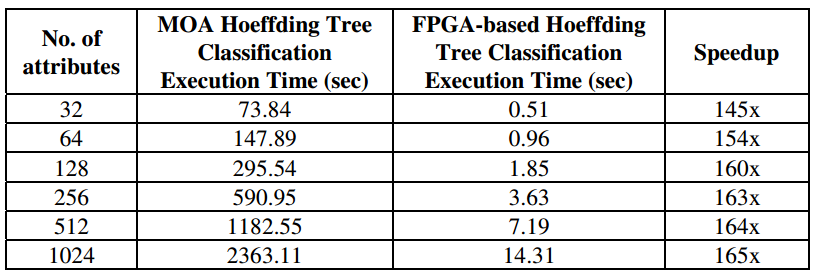 No. of attributes | MOA Hoeffding Tree Classification Execution Time (sec) | FPGA-based Hoeffding Tree Classification Execution Time (sec) | Speedup
32 | 73.84 | 0.51 | 145x
64 | 147.89 | 0.96 | 154x
128 | 295.54 | 1.85 | 160x
256 | 590.95 | 3.63 | 163x
512 | 1182.55 | 7.19 | 164x
1024 | 2363.11 | 14.31 | 165x